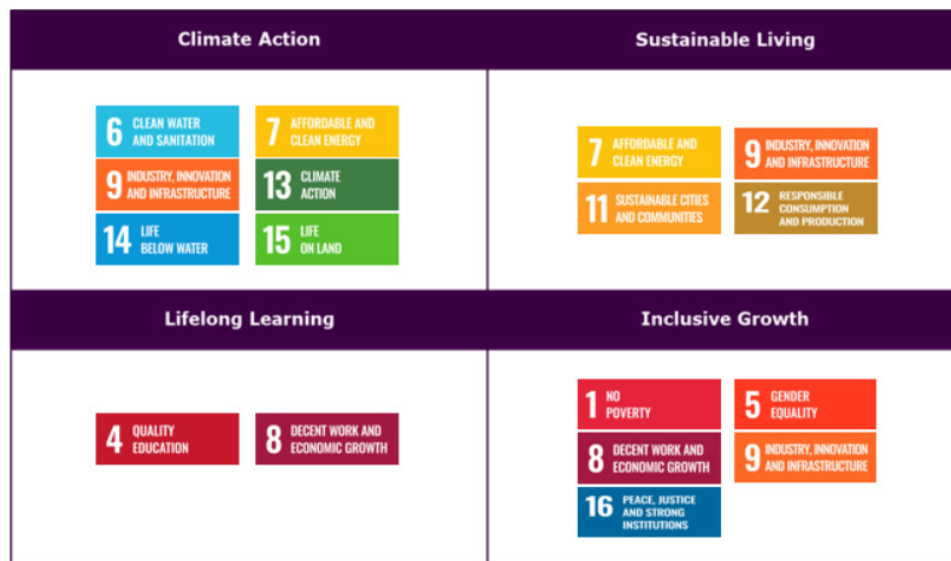 Climate Action
Sustainable Living
6 CLEAN WATER
AND SANITATION
7 AFFORDABLE AND
CLEAN ENERGY
9 INDUSTRY, INNOVATION
AND INFRASTRUCTURE
13 CLIMATE
ACTION
14 LIFE
BELOW WATER
15 LIFE
ON LAND
7 AFFORDABLE AND
CLEAN ENERGY
9 INDUSTRY, INNOVATION
AND INFRASTRUCTURE
11 SUSTAINABLE CITIES
AND COMMUNITIES
12 RESPONSIBLE
CONSUMPTION
AND PRODUCTION
Lifelong Learning
Inclusive Growth
4 QUALITY
EDUCATION
8 DECENT WORK AND
ECONOMIC GROWTH
1 NO
POVERTY
5 GENDER
EQUALITY
8 DECENT WORK AND
ECONOMIC GROWTH
9 INDUSTRY, INNOVATION
AND INFRASTRUCTURE
16 PEACE, JUSTICE
AND STRONG
INSTITUTIONS